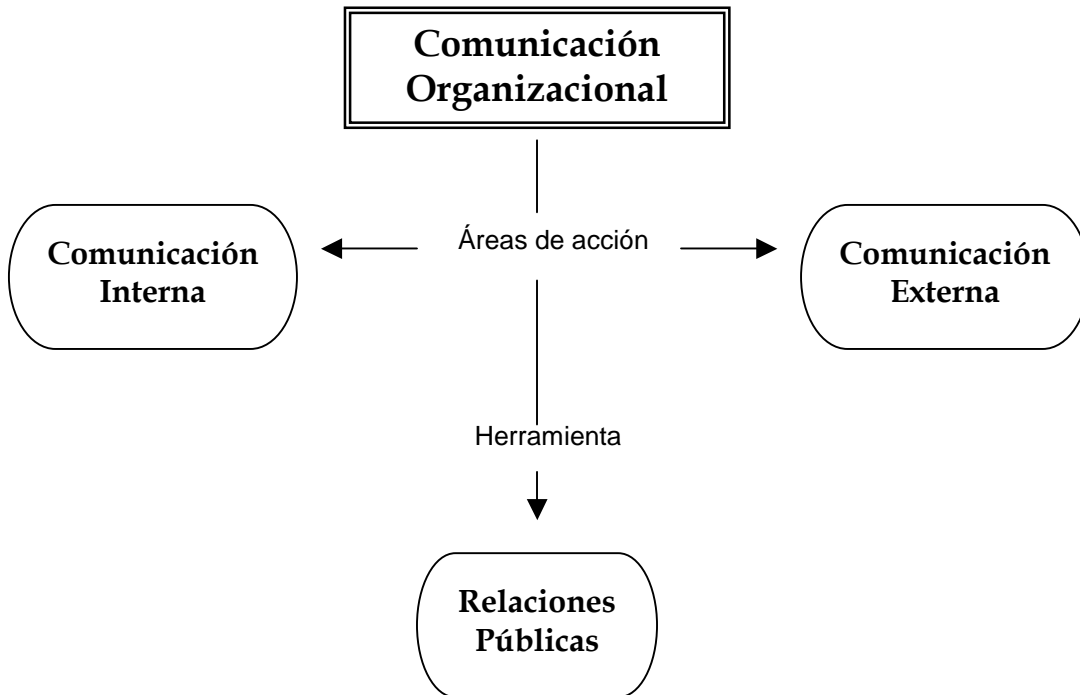 Comunicación
Organizacional
Áreas de acción
Comunicación
Interna
Comunicación
Externa
Herramienta
Relaciones
Públicas